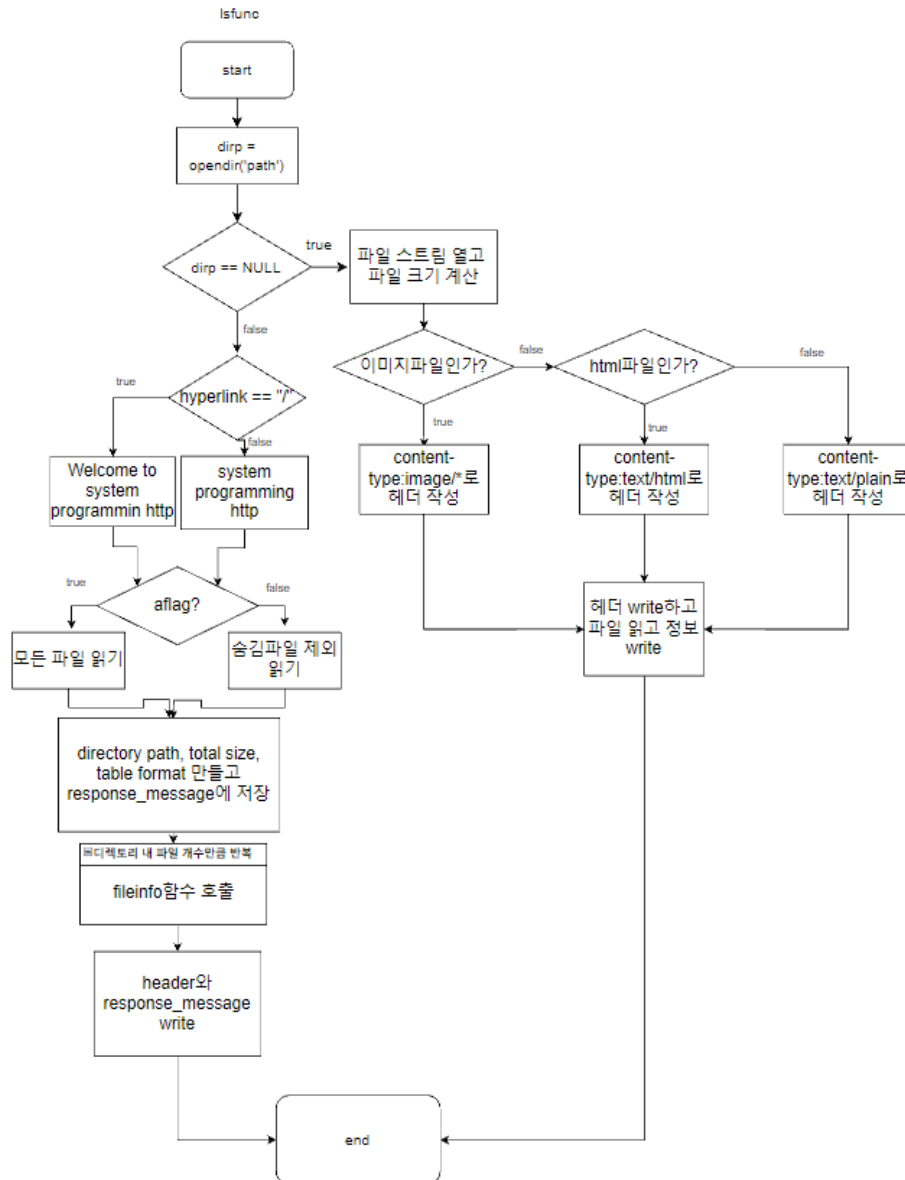 lsfunc
start
dirp =
opendir('path')
dirp == NULL
true
파일 스트림 열고
파일 크기 계산
false
이미지파일인가?
false
html파일인가?
false
hyperlink == "/"
true
false
true
true
Welcome to
system
programmin http
system
programming
http
content-
type:image/*로
헤더 작성
content-
type:text/html로
헤더 작성
content-
type:text/plain로
헤더 작성
true
aflag?
false
모든 파일 읽기
숨김파일 제외
읽기
헤더 write하고
파일 읽고 정보
write
directory path, total size,
table format 만들고
response_message에 저장
디렉토리 내 파일 개수만큼 반복
fileinfo함수 호출
header와
response_message
write
end